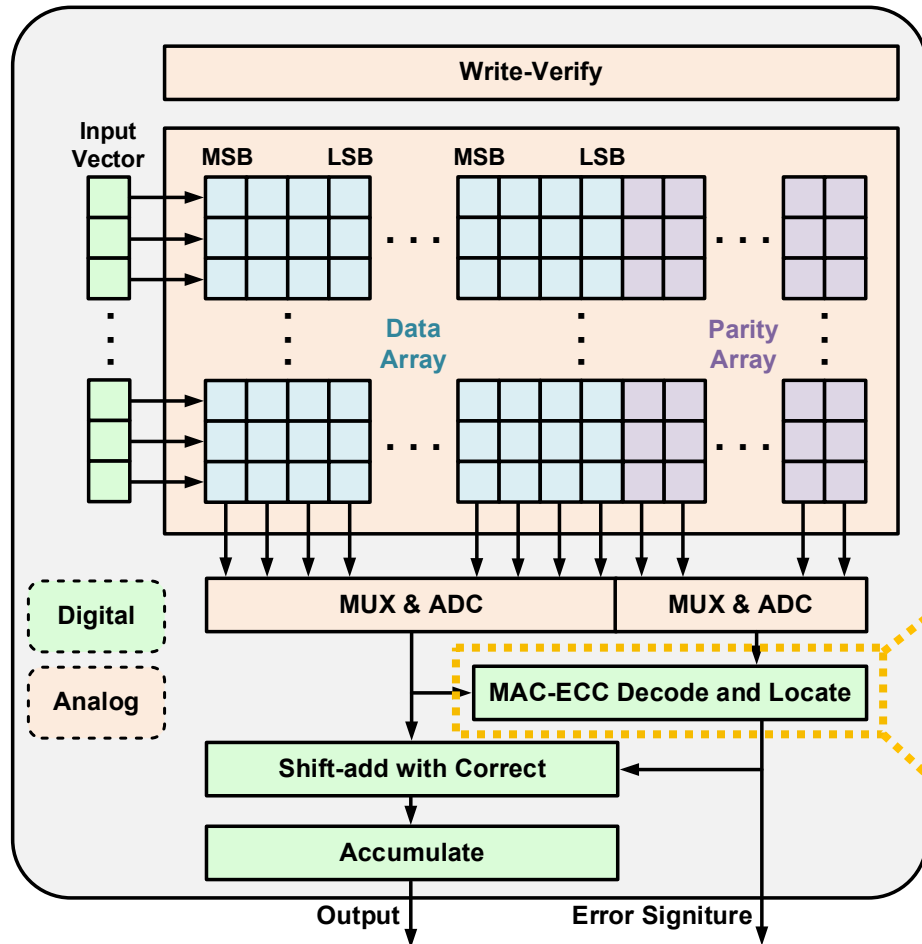 Write-Verify
Input
Vector
MSB
LSB
MSB
LSB
Data
Array
Parity
Array
MUX & ADC
MUX & ADC
Digital
MAC-ECC Decode and Locate
Analog
Shift-add with Correct
Accumulate
Output
Error Signiture